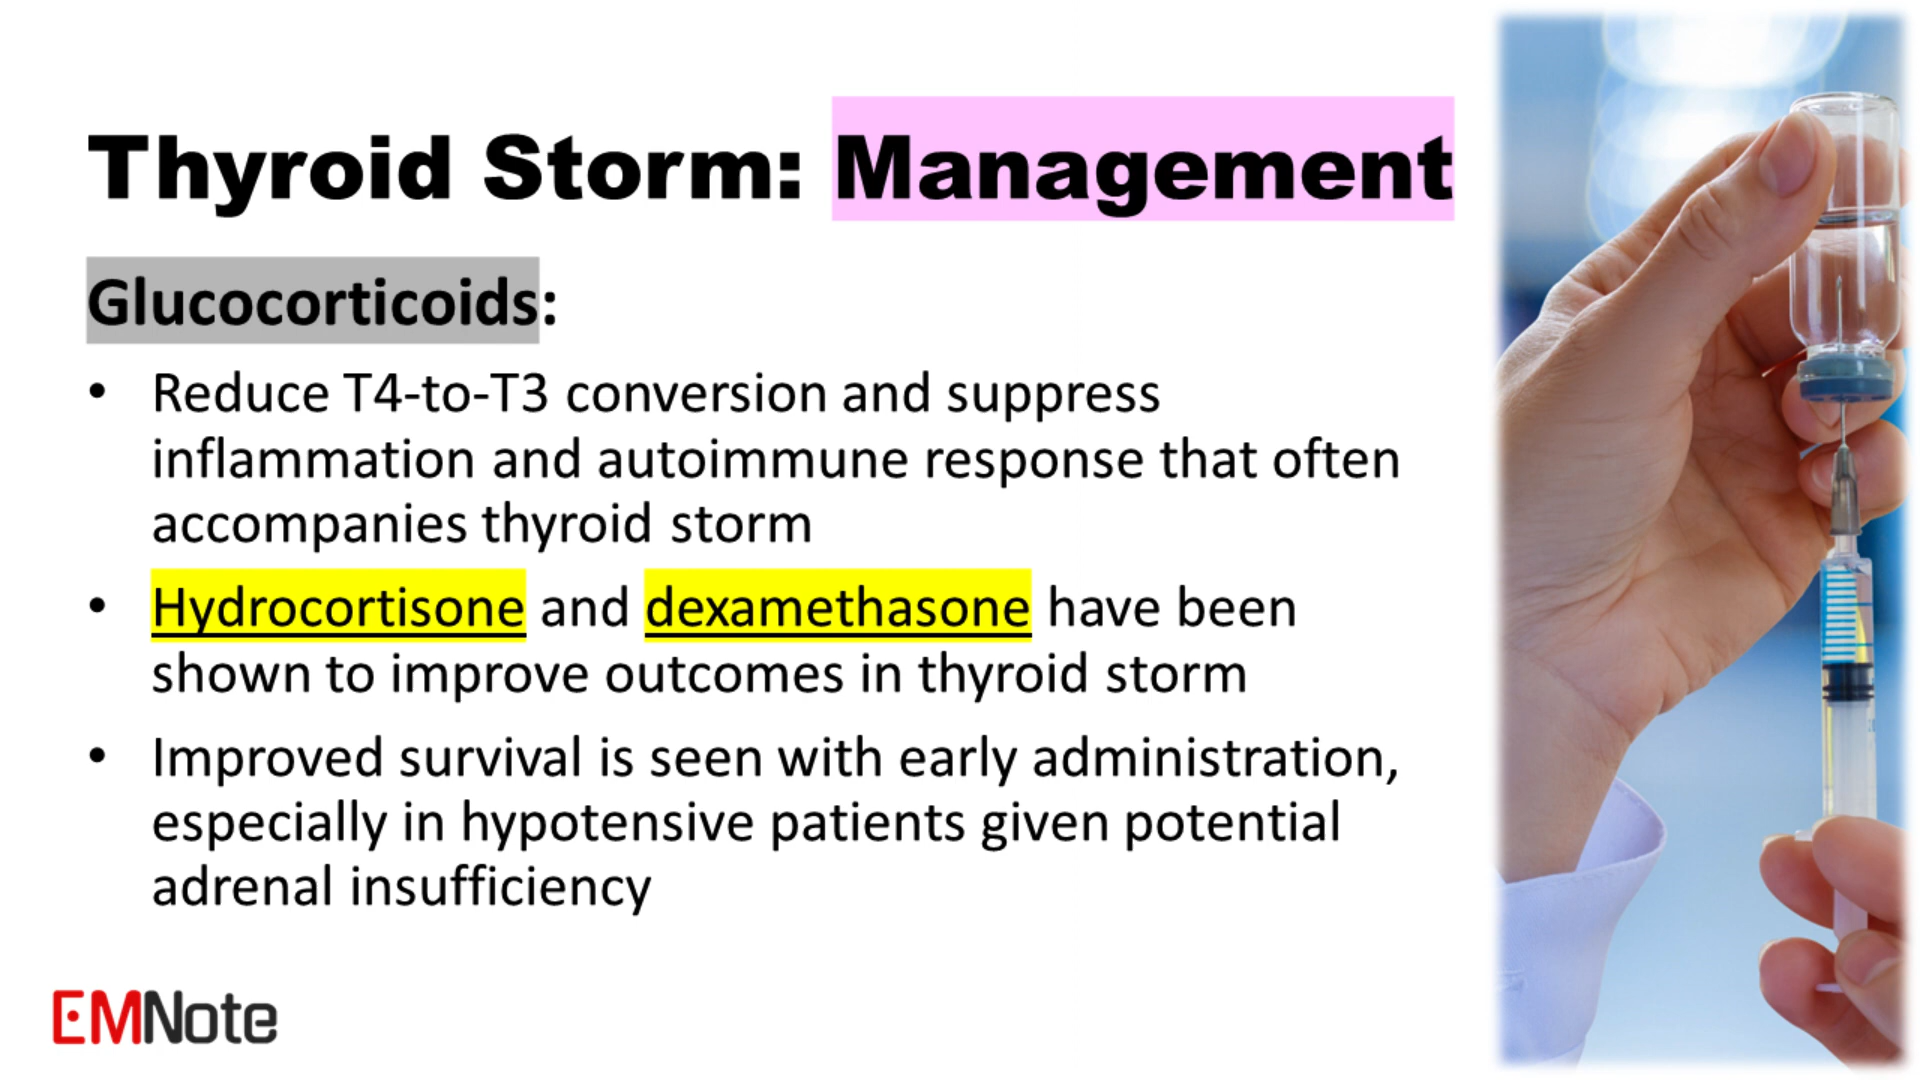 Thyroid Storm: Management
Glucocorticoids:
• Reduce T4-to-T3 conversion and suppress
inflammation and autoimmune response that often
accompanies thyroid storm
• Hydrocortisone and dexamethasone have been
shown to improve outcomes in thyroid storm
• Improved survival is seen with early administration,
especially in hypotensive patients given potential
adrenal insufficiency
EMNote